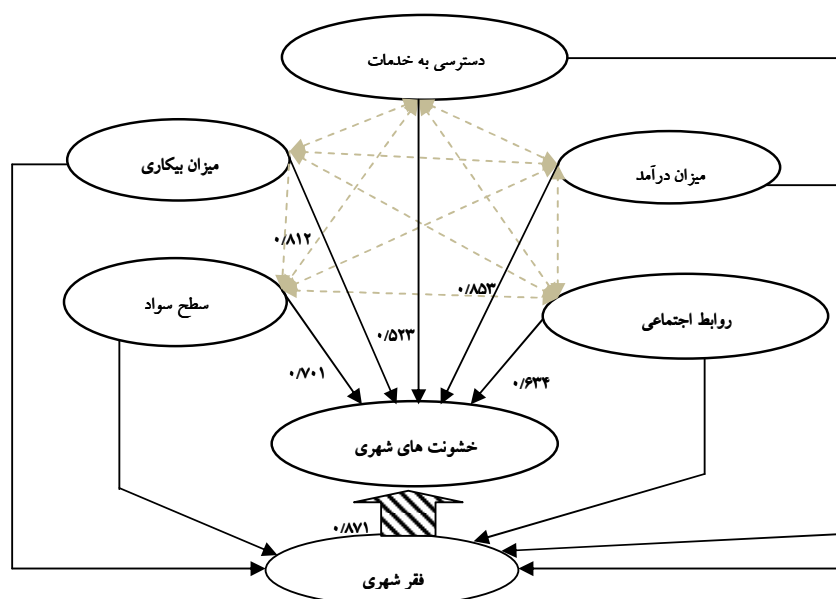 دسترسی به خدمات
میزان بیکاری
میزان درآمد
۰/۸۱۲
۰/۸۵۳
سطح سواد
روابط اجتماعی
۰/۵۲۳
۰/۷۰۱
۰/۶۳۴
خشونت های شهری
۰/۸۷۱
فقر شهری